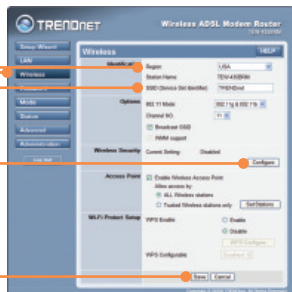 TRENDNET
Wireless ADSL Modem Router
Setup Wizard
LAN
Wireless
Password
Mode
Status
Advanced
Administration
Log Out
Wireless
HELP
Identification
Region:
USA
Station Name:
SSID (Service Set Identifier)
TRENDnet
Options
802.11 Mode:
802.11g & 802.11b
Channel NO.
11
Broadcast SSID
WMM support
Wireless Security
Current Setting:
Disabled
Configure
Access Point
Enable Wireless Access Point
Allow access by:
ALL Wireless stations
Trusted Wireless stations only
Set Stations
Wi-Fi Protect Setup
WPS Enable
Enable
Disable
WPS Configure
WPS Configurable
Save
Cancel